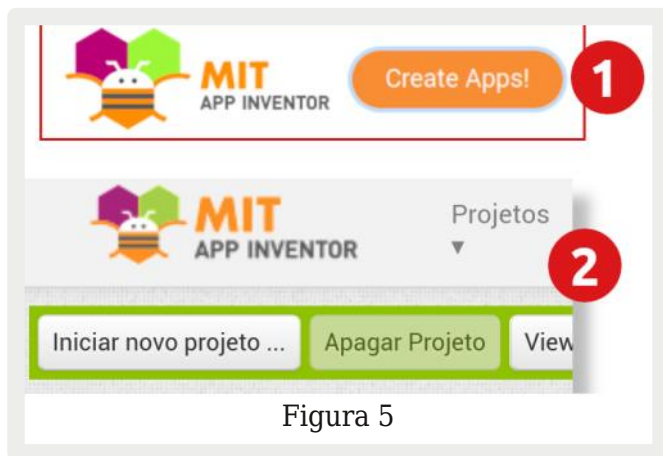 MIT
APP INVENTOR
Create Apps!
1
MIT
APP INVENTOR
Projetos
▼
2
Iniciar novo projeto ... Apagar Projeto View
Figura 5